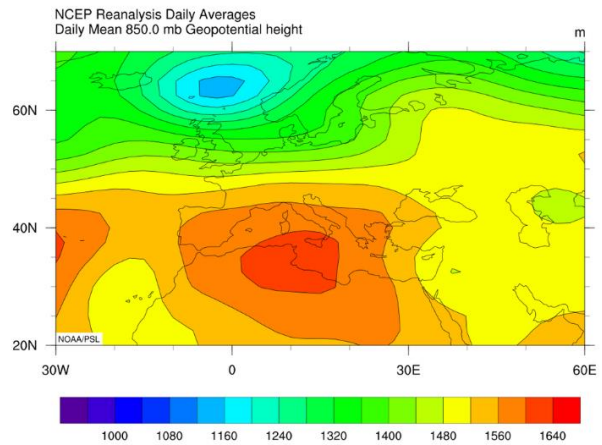 NCEP Reanalysis Daily Averages
Daily Mean 850.0 mb Geopotential height
m
60N
40N
20N
NOAA/PSL
30W 0 30E 60E
1000 1080 1160 1240 1320 1400 1480 1560 1640